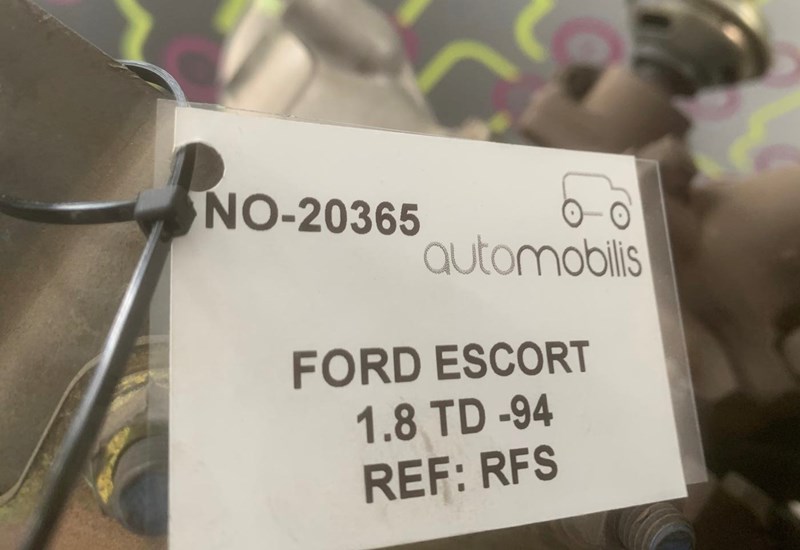 NO-20365
automobilis
FORD ESCORT
1.8 TD -94
REF: RFS